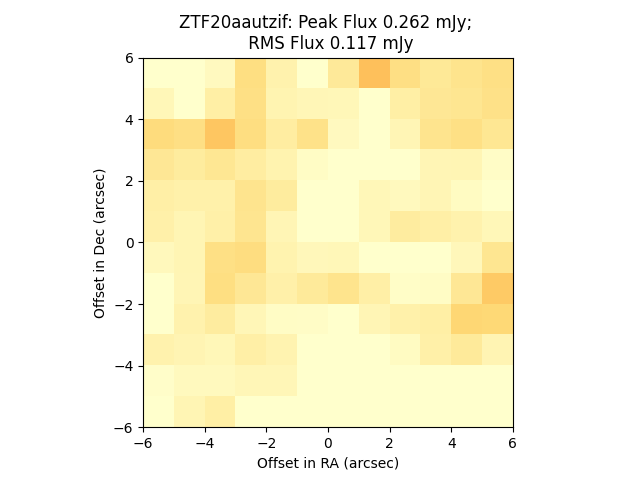 ZTF20aautzif: Peak Flux 0.262 mJy;
RMS Flux 0.117 mJy
6
4
2
0
−2
−4
−6
Offset in Dec (arcsec)
−6 −4 −2 0 2 4 6
Offset in RA (arcsec)